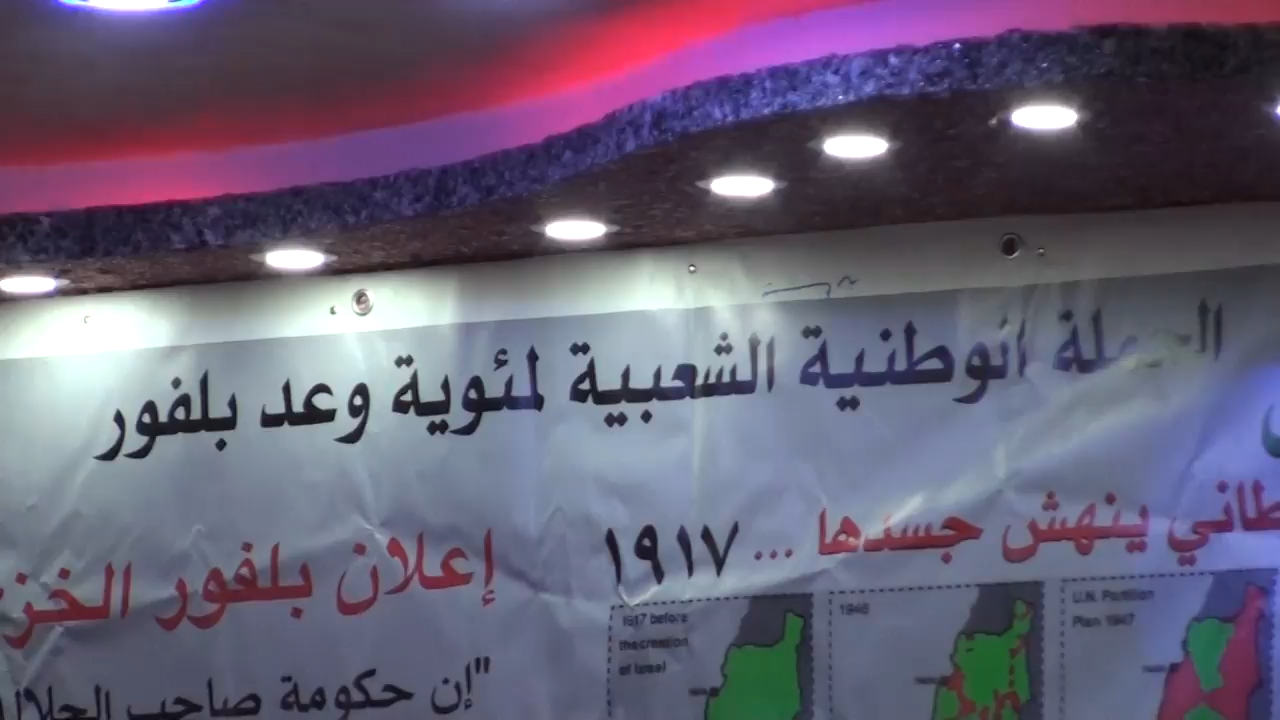 الحملة الوطنية الشعبية لمئوية وعد بلفور
ينهش جسدها ... ١٩١٧
إعلان بلفور
"إن حكومة صاحب
1917 before
the creation
of Israel
1946
U.N. Partition
Plan 1947